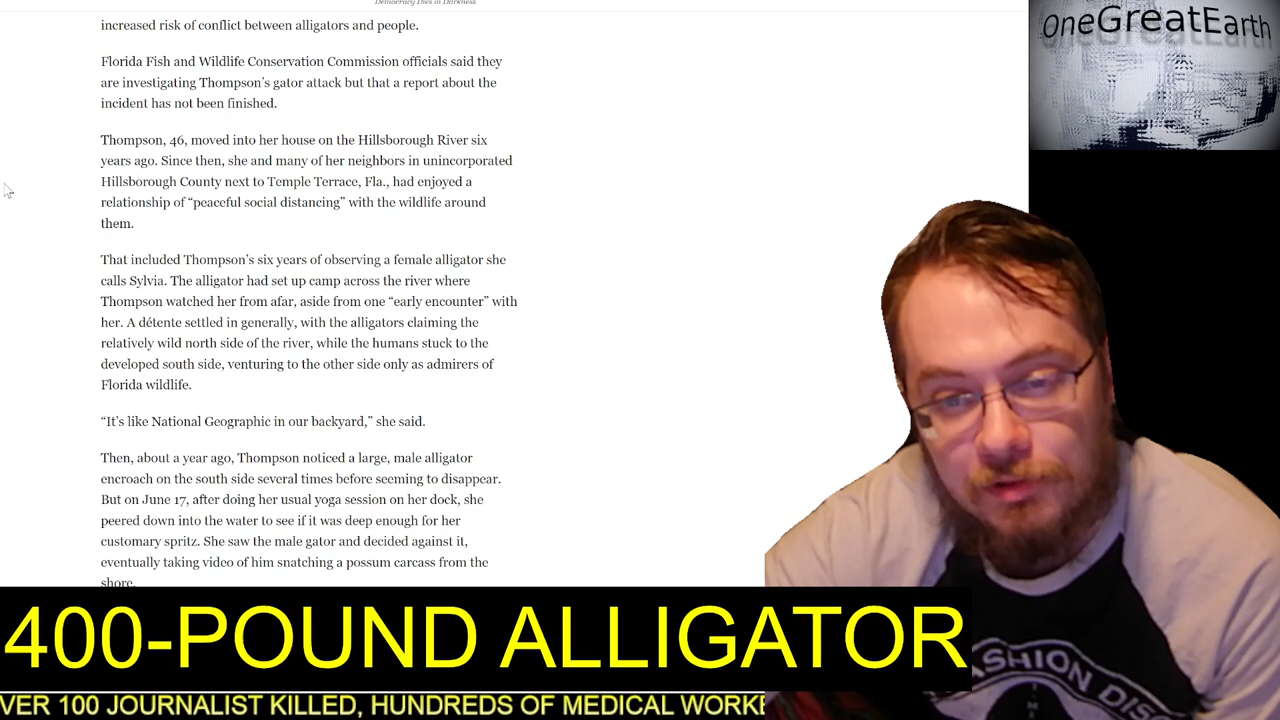 Democracy Dies in Darkness
OneGreatEarth
increased risk of conflict between alligators and people.
Florida Fish and Wildlife Conservation Commission officials said they
are investigating Thompson’s gator attack but that a report about the
incident has not been finished.
Thompson, 46, moved into her house on the Hillsborough River six
years ago. Since then, she and many of her neighbors in unincorporated
Hillsborough County next to Temple Terrace, Fla., had enjoyed a
relationship of “peaceful social distancing” with the wildlife around
them.
That included Thompson’s six years of observing a female alligator she
calls Sylvia. The alligator had set up camp across the river where
Thompson watched her from afar, aside from one “early encounter” with
her. A détente settled in generally, with the alligators claiming the
relatively wild north side of the river, while the humans stuck to the
developed south side, venturing to the other side only as admirers of
Florida wildlife.
“It’s like National Geographic in our backyard,” she said.
Then, about a year ago, Thompson noticed a large, male alligator
encroach on the south side several times before seeming to disappear.
But on June 17, after doing her usual yoga session on her dock, she
peered down into the water to see if it was deep enough for her
customary spritz. She saw the male gator and decided against it,
eventually taking video of him snatching a possum carcass from the
shore.
400-POUND ALLIGATOR
VER 100 JOURNALIST KILLED, HUNDREDS OF MEDICAL WORKE
ASHION DIS